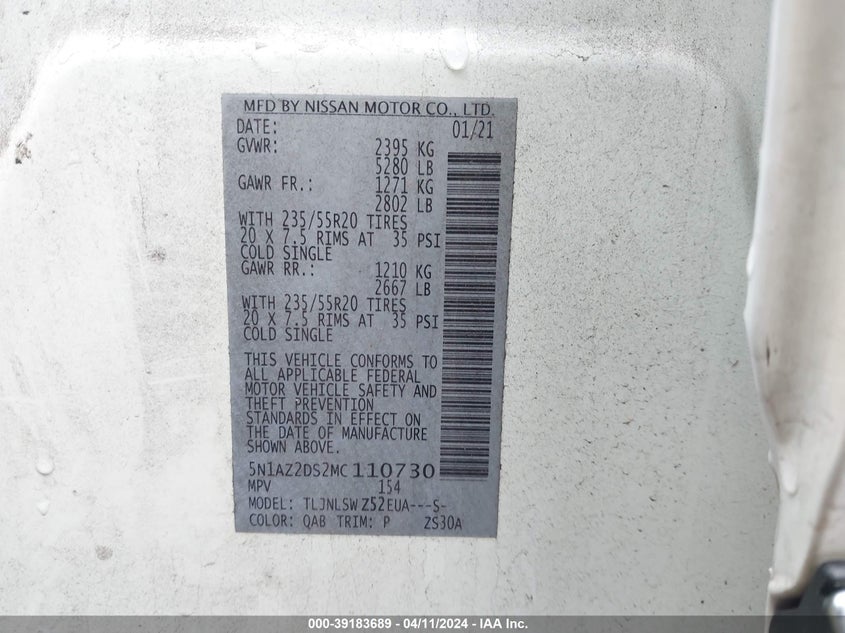 MFD BY NISSAN MOTOR CO., LTD.
DATE: 01/21
GVWR: 2395 KG
5280 LB
GAWR FR.: 1271 KG
2802 LB
WITH 235/55R20 TIRES
20 X 7.5 RIMS AT 35 PSI
COLD SINGLE
GAWR RR.: 1210 KG
2667 LB
WITH 235/55R20 TIRES
20 X 7.5 RIMS AT 35 PSI
COLD SINGLE
THIS VEHICLE CONFORMS TO
ALL APPLICABLE FEDERAL
MOTOR VEHICLE SAFETY AND
THEFT PREVENTION
STANDARDS IN EFFECT ON
THE DATE OF MANUFACTURE
SHOWN ABOVE.
5N1AZ2DS2MC110730
MPV 154
MODEL: TLJNLSW Z52EUA---S-
COLOR: QAB TRIM: P ZS30A
000-39183689 - 04/11/2024 - IAA Inc.